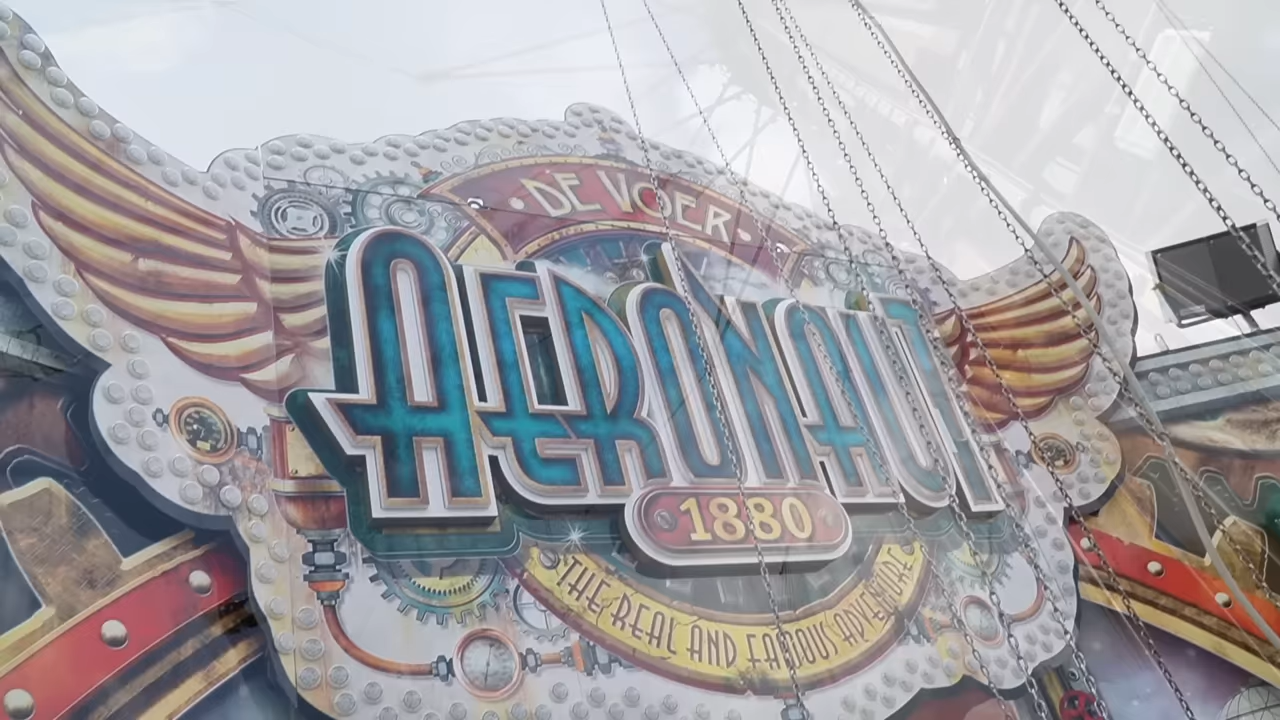 • DE VOER •
AERONAUT
1880
THE REAL AND FAMOUS ADVENTURE